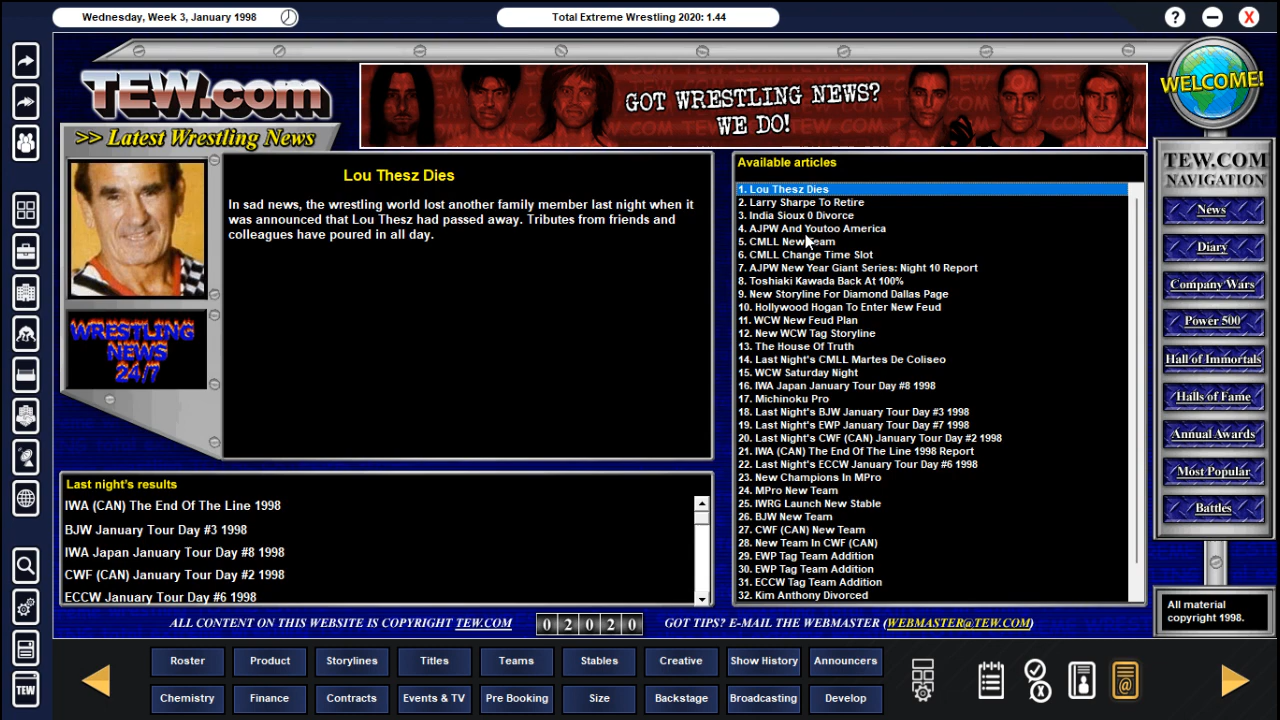 Wednesday, Week 3, January 1998
Total Extreme Wrestling 2020: 1.44
?
X
TEW.com
>> Latest Wrestling News
GOT WRESTLING NEWS?
WE DO!
WELCOME!
Lou Thesz Dies
In sad news, the wrestling world lost another family member last night when it
was announced that Lou Thesz had passed away. Tributes from friends and
colleagues have poured in all day.
WRESTLING
NEWS
24/7
Available articles
1. Lou Thesz Dies
2. Larry Sharpe To Retire
3. India Sioux 0 Divorce
4. AJPW And Youtoo America
5. CMLL New Team
6. CMLL Change Time Slot
7. AJPW New Year Giant Series: Night 10 Report
8. Toshiaki Kawada Back At 100%
9. New Storyline For Diamond Dallas Page
10. Hollywood Hogan To Enter New Feud
11. WCW New Feud Plan
12. New WCW Tag Storyline
13. The House Of Truth
14. Last Night's CMLL Martes De Coliseo
15. WCW Saturday Night
16. IWA Japan January Tour Day #8 1998
17. Michinoku Pro
18. Last Night's BJW January Tour Day #3 1998
19. Last Night's EWP January Tour Day #7 1998
20. Last Night's CWF (CAN) January Tour Day #2 1998
21. IWA (CAN) The End Of The Line 1998 Report
22. Last Night's ECCW January Tour Day #6 1998
23. New Champions In MPro
24. MPro New Team
25. IWRG Launch New Stable
26. BJW New Team
27. CWF (CAN) New Team
28. New Team In CWF (CAN)
29. EWP Tag Team Addition
30. EWP Tag Team Addition
31. ECCW Tag Team Addition
32. Kim Anthony Divorced
TEW.COM
NAVIGATION
News
Diary
Company Wars
Power 500
Hall of Immortals
Halls of Fame
Annual Awards
Most Popular
Battles
All material
copyright 1998.
Last night's results
IWA (CAN) The End Of The Line 1998
BJW January Tour Day #3 1998
IWA Japan January Tour Day #8 1998
CWF (CAN) January Tour Day #2 1998
ECCW January Tour Day #6 1998
ALL CONTENT ON THIS WEBSITE IS COPYRIGHT TEW.COM
0 2 0 2 0
GOT TIPS? E-MAIL THE WEBMASTER (WEBMASTER@TEW.COM)
TEW
Roster
Product
Storylines
Titles
Teams
Stables
Creative
Show History
Announcers
Chemistry
Finance
Contracts
Events & TV
Pre Booking
Size
Backstage
Broadcasting
Develop
@